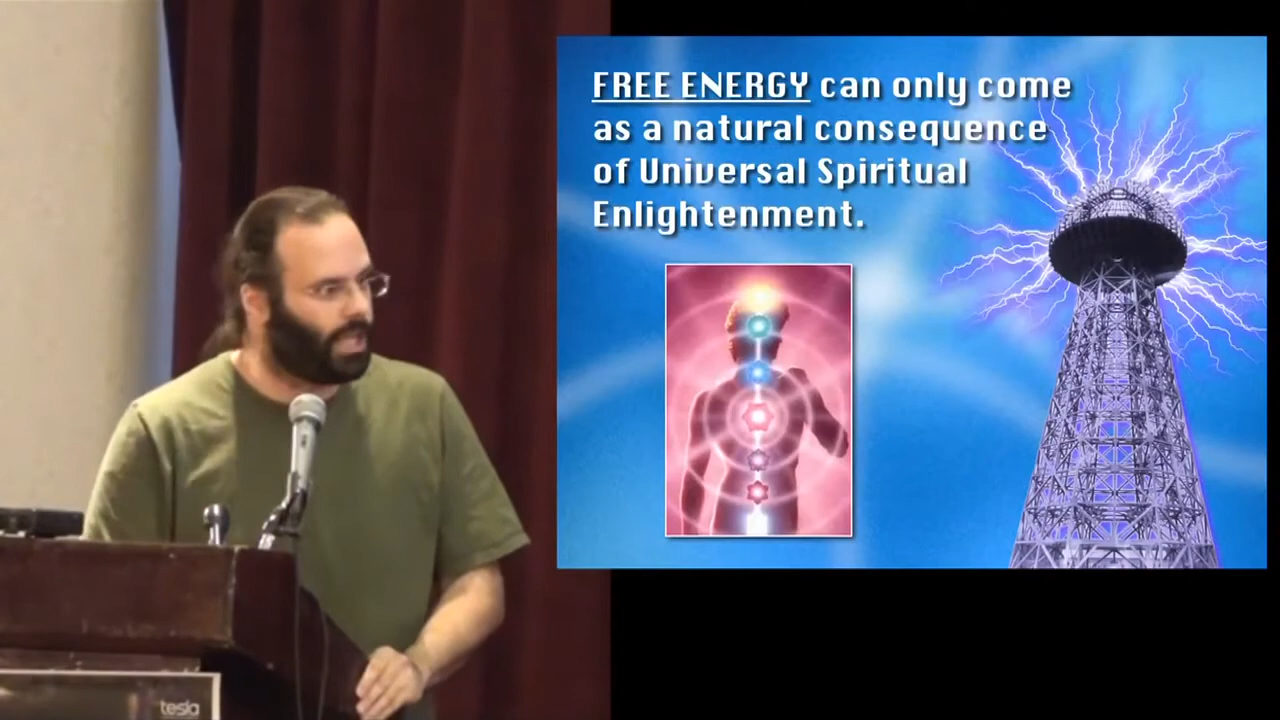 FREE ENERGY can only come
as a natural consequence
of Universal Spiritual
Enlightenment.
tesla